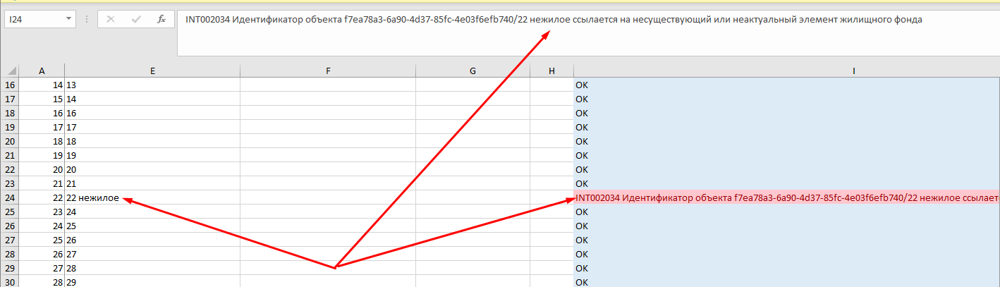 I24 fx INT002034 Идентификатор объекта f7ea78a3-6a90-4d37-85fc-4e03f6efb740/22 нежилое ссылается на несуществующий или неактуальный элемент жилищного фонда
A E F G H I
16 14 13 OK
17 15 14 OK
18 16 16 OK
19 17 17 OK
20 18 18 OK
21 19 19 OK
22 20 20 OK
23 21 21 OK
24 22 22 нежилое INT002034 Идентификатор объекта f7ea78a3-6a90-4d37-85fc-4e03f6efb740/22 нежилое ссылаетс
25 23 24 OK
26 24 25 OK
27 25 26 OK
28 26 27 OK
29 27 28 OK
30 28 29 OK